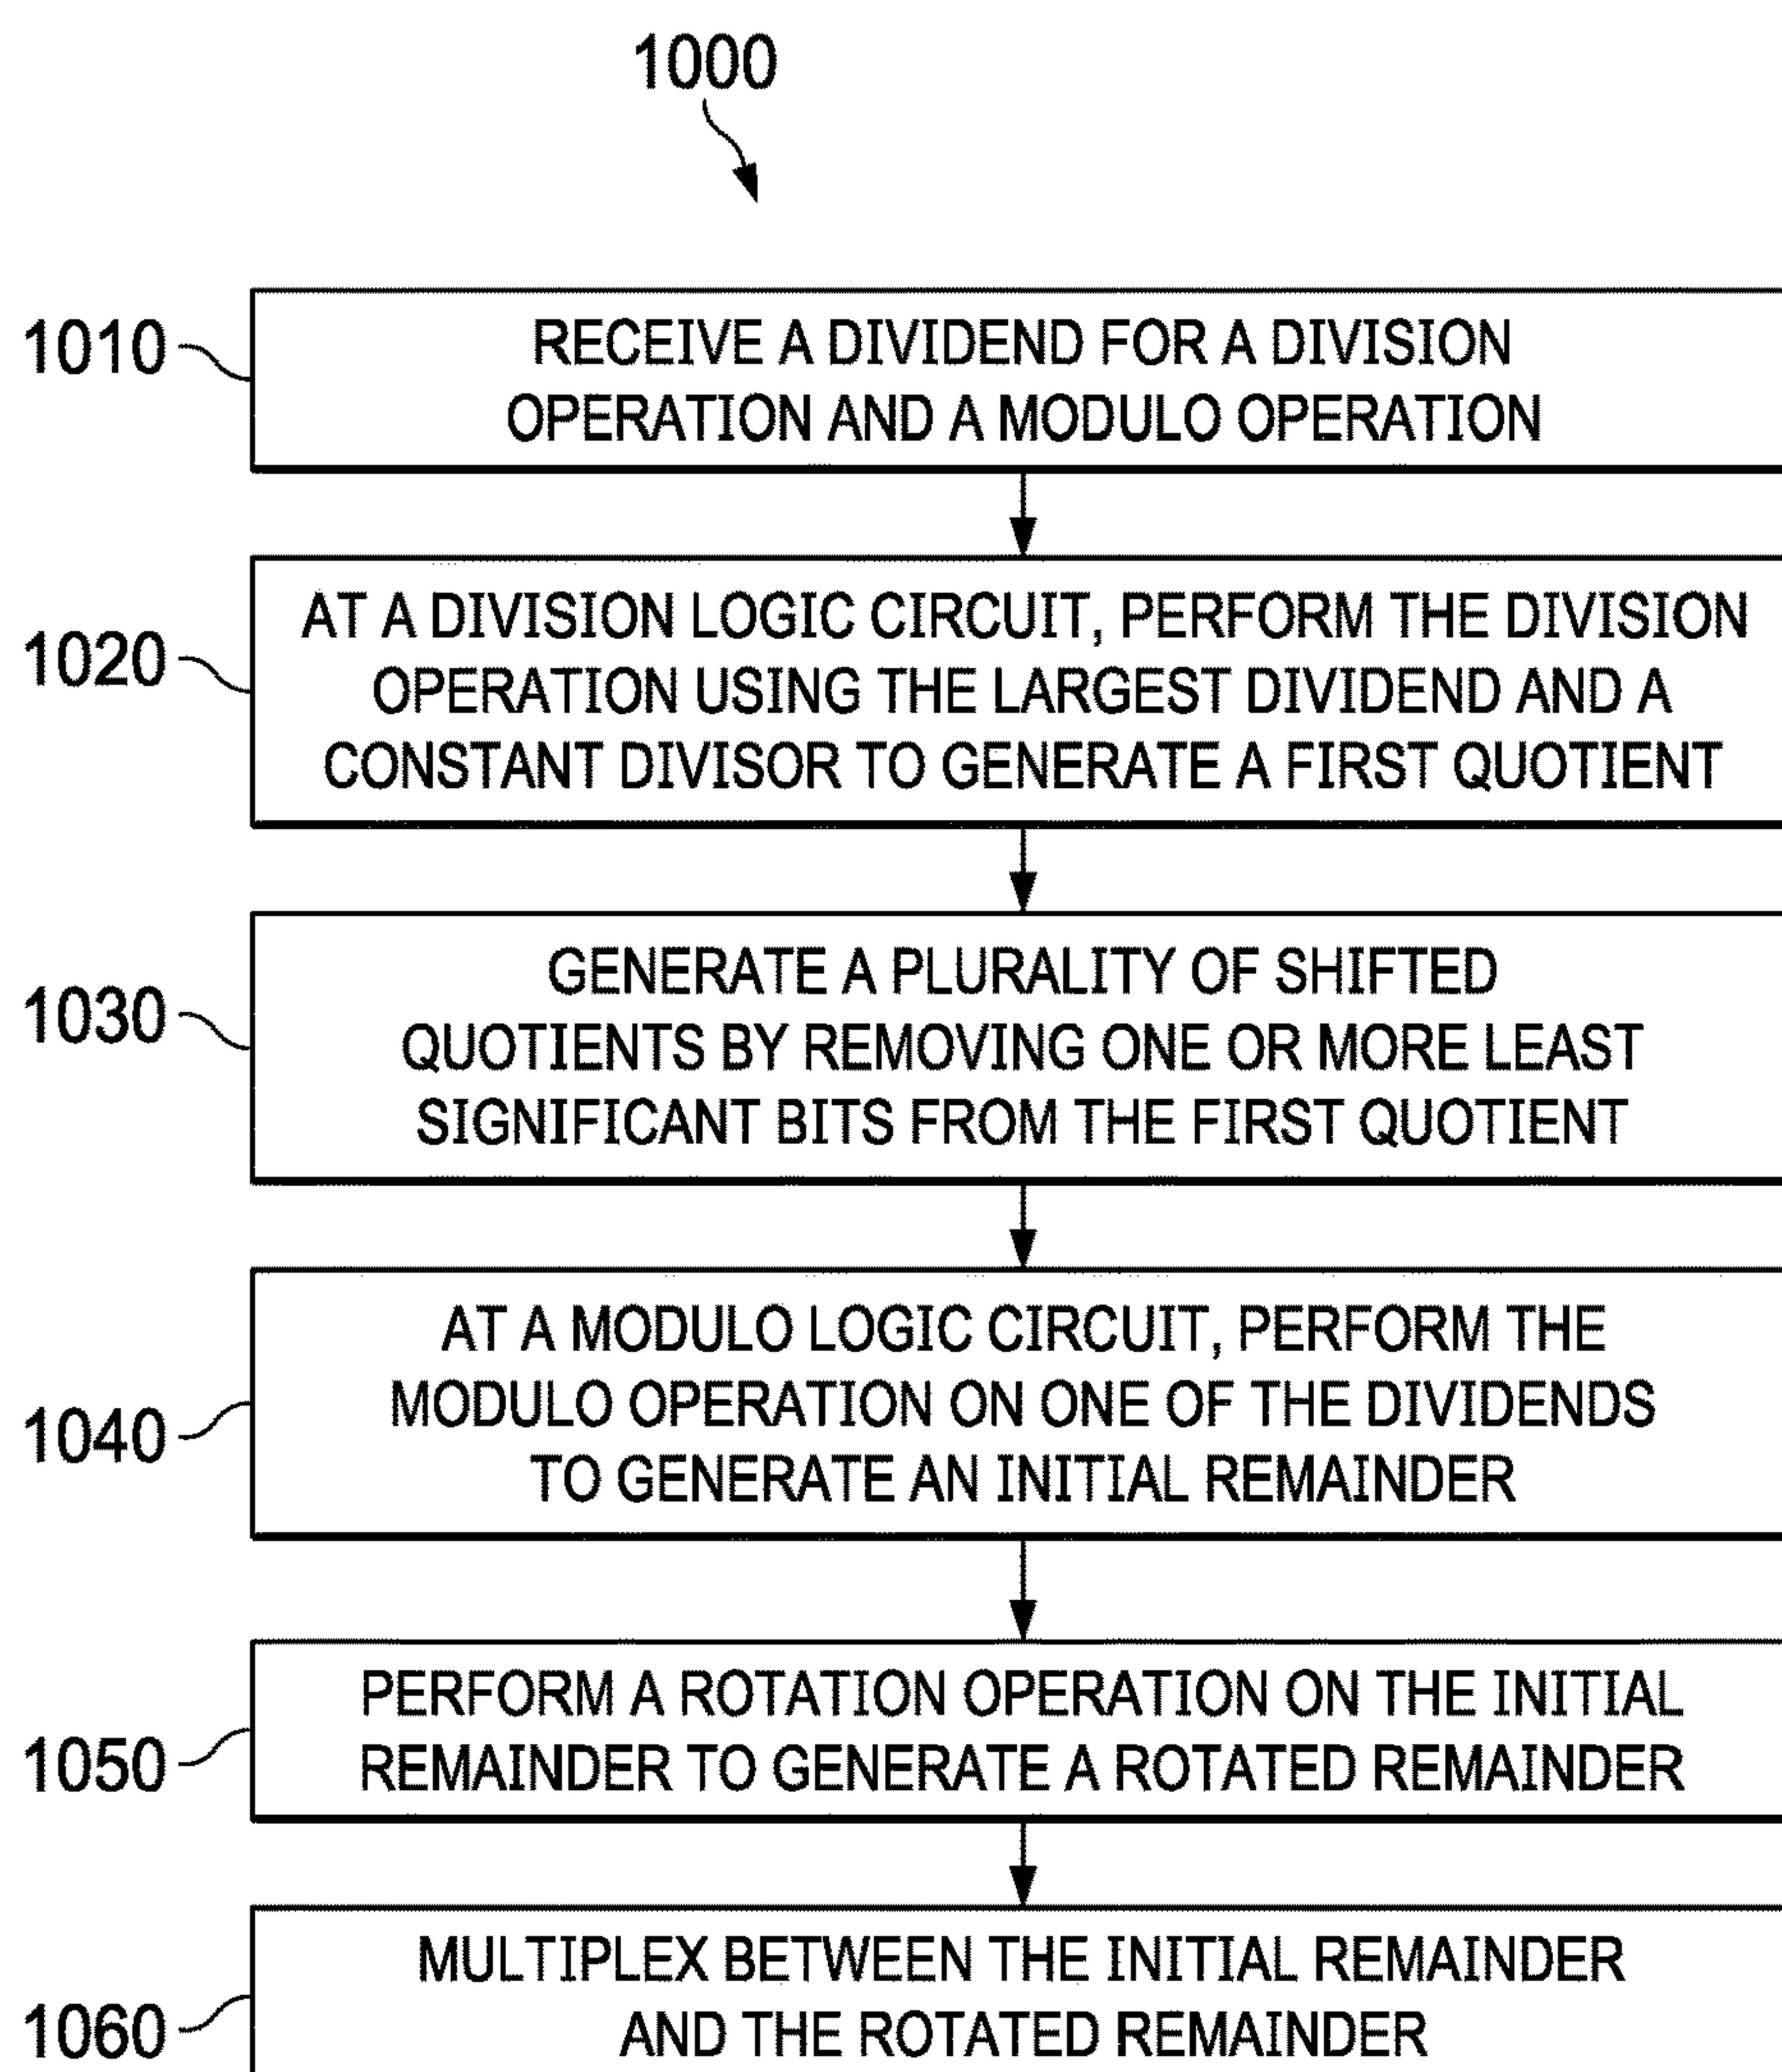 1000
1010
RECEIVE A DIVIDEND FOR A DIVISION
OPERATION AND A MODULO OPERATION
1020
AT A DIVISION LOGIC CIRCUIT, PERFORM THE DIVISION
OPERATION USING THE LARGEST DIVIDEND AND A
CONSTANT DIVISOR TO GENERATE A FIRST QUOTIENT
1030
GENERATE A PLURALITY OF SHIFTED
QUOTIENTS BY REMOVING ONE OR MORE LEAST
SIGNIFICANT BITS FROM THE FIRST QUOTIENT
1040
AT A MODULO LOGIC CIRCUIT, PERFORM THE
MODULO OPERATION ON ONE OF THE DIVIDENDS
TO GENERATE AN INITIAL REMAINDER
1050
PERFORM A ROTATION OPERATION ON THE INITIAL
REMAINDER TO GENERATE A ROTATED REMAINDER
1060
MULTIPLEX BETWEEN THE INITIAL REMAINDER
AND THE ROTATED REMAINDER